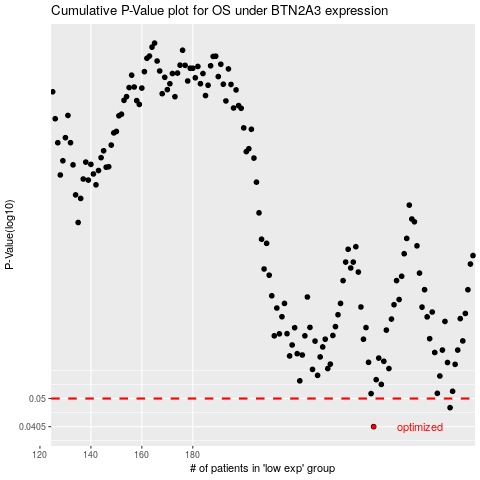 Cumulative P-Value plot for OS under BTN2A3 expression
P-Value(log10)
0.05
0.0405
optimized
120 140 160 180
# of patients in 'low exp' group